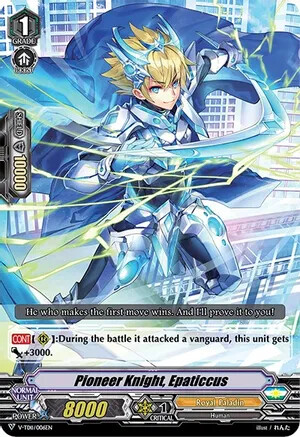 1
GRADE
BOOST
SHIELD
10000
He who makes the first move wins. And I'll prove it to you!
CONT :During the battle it attacked a vanguard, this unit gets
+3000.
Pioneer Knight, Epaticcus
NORMAL UNIT
POWER 8000
1 CRITICAL
Royal Paladin
Human
V-TD8/006EN
illust /